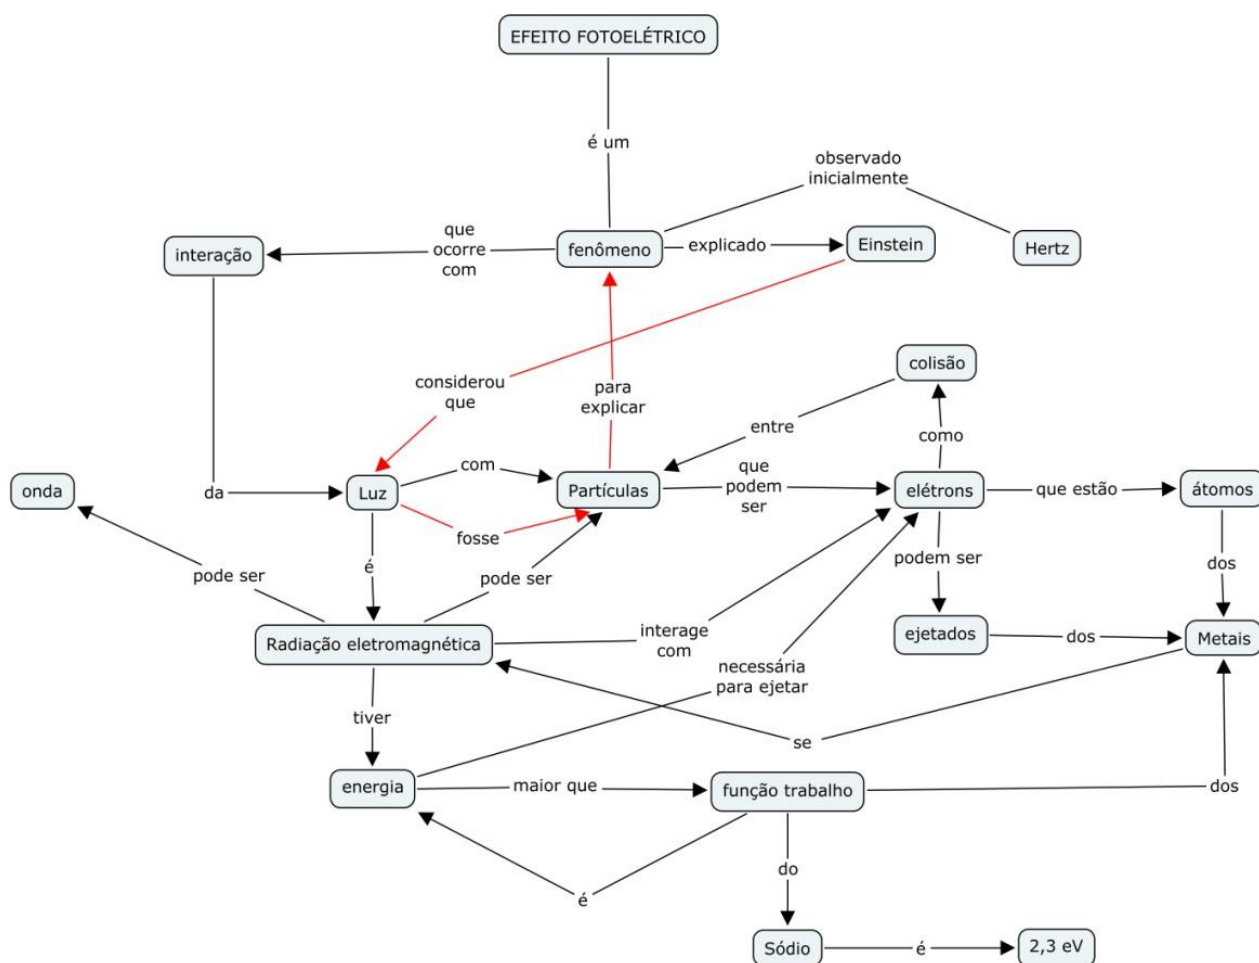 EFEITO FOTOELÉTRICO
é um
observado
inicialmente
que
ocorre
com
interação
fenômeno
explicado
Einstein
Hertz
considerou
que
para
explicar
colisão
entre
como
onda
da
Luz
com
Partículas
que
podem
ser
elétrons
que estão
átomos
fosse
é
pode ser
pode ser
podem ser
dos
Radiação eletromagnética
interage
com
ejetados
dos
Metais
necessária
para ejetar
tiver
se
energia
maior que
função trabalho
dos
do
é
Sódio
é
2,3 eV